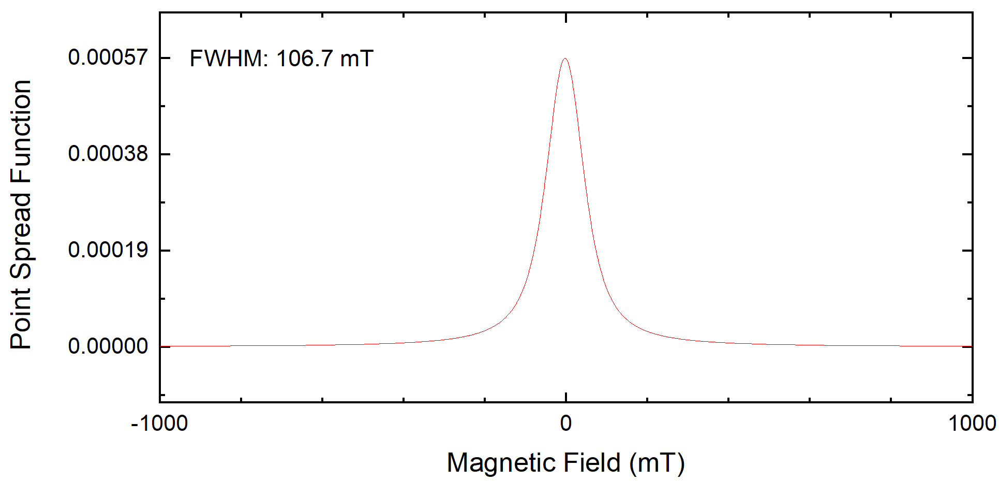 0.00057
FWHM: 106.7 mT
0.00038
0.00019
0.00000
Point Spread Function
-1000
0
1000
Magnetic Field (mT)